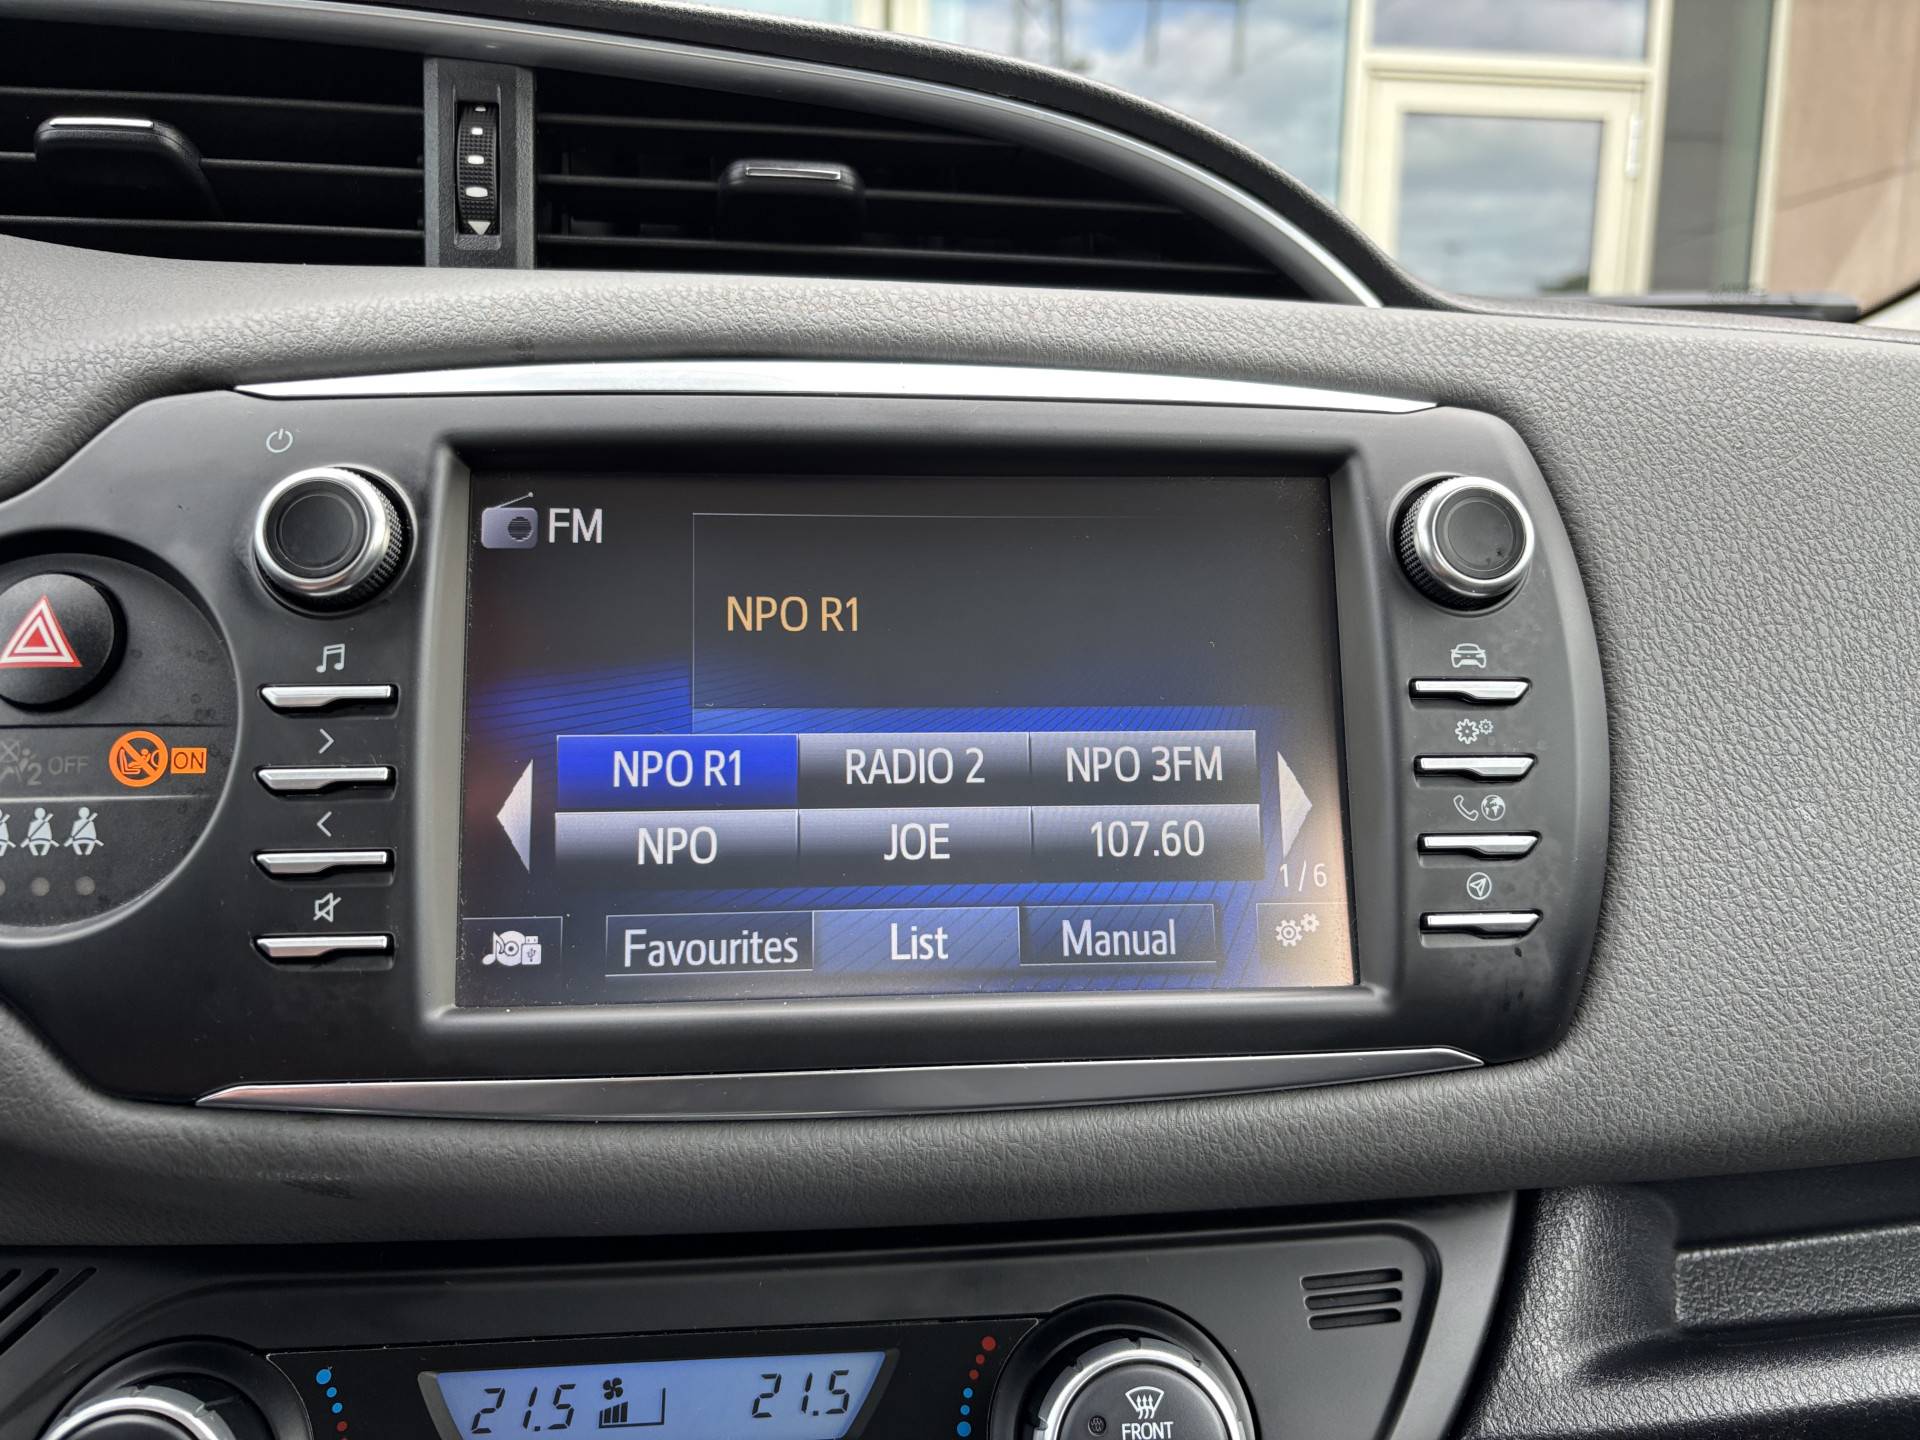 FM
NPO R1
NPO R1 RADIO 2 NPO 3FM
NPO JOE 107.60
1 / 6
Favourites List Manual
2 OFF ON
21.5 21.5
FRONT